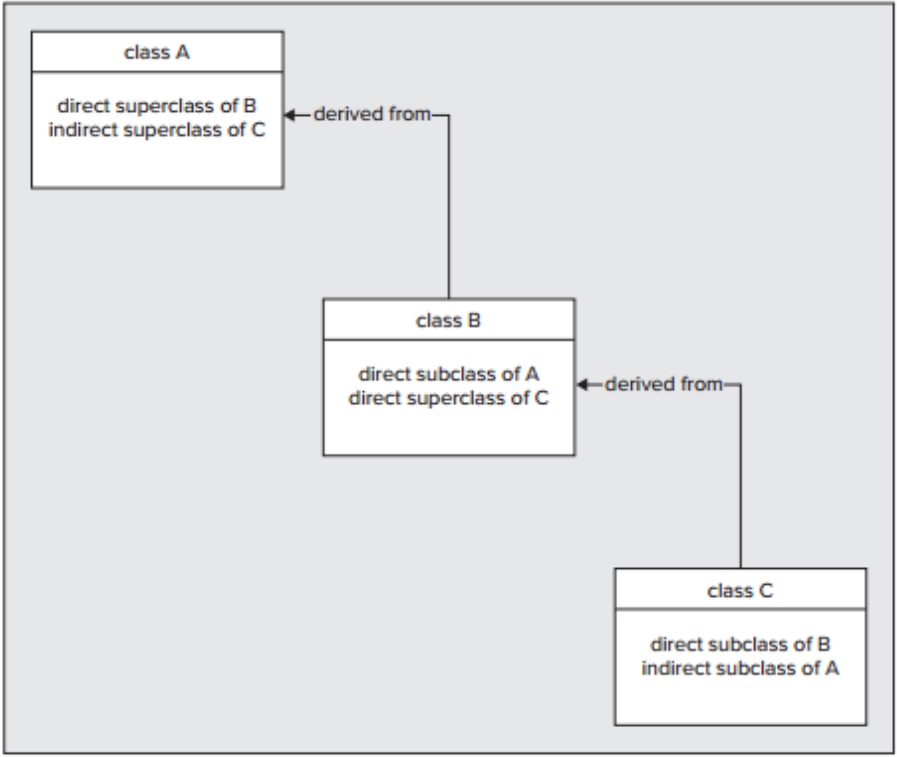 class A
direct superclass of B
indirect superclass of C
derived from
class B
direct subclass of A
direct superclass of C
derived from
class C
direct subclass of B
indirect subclass of A